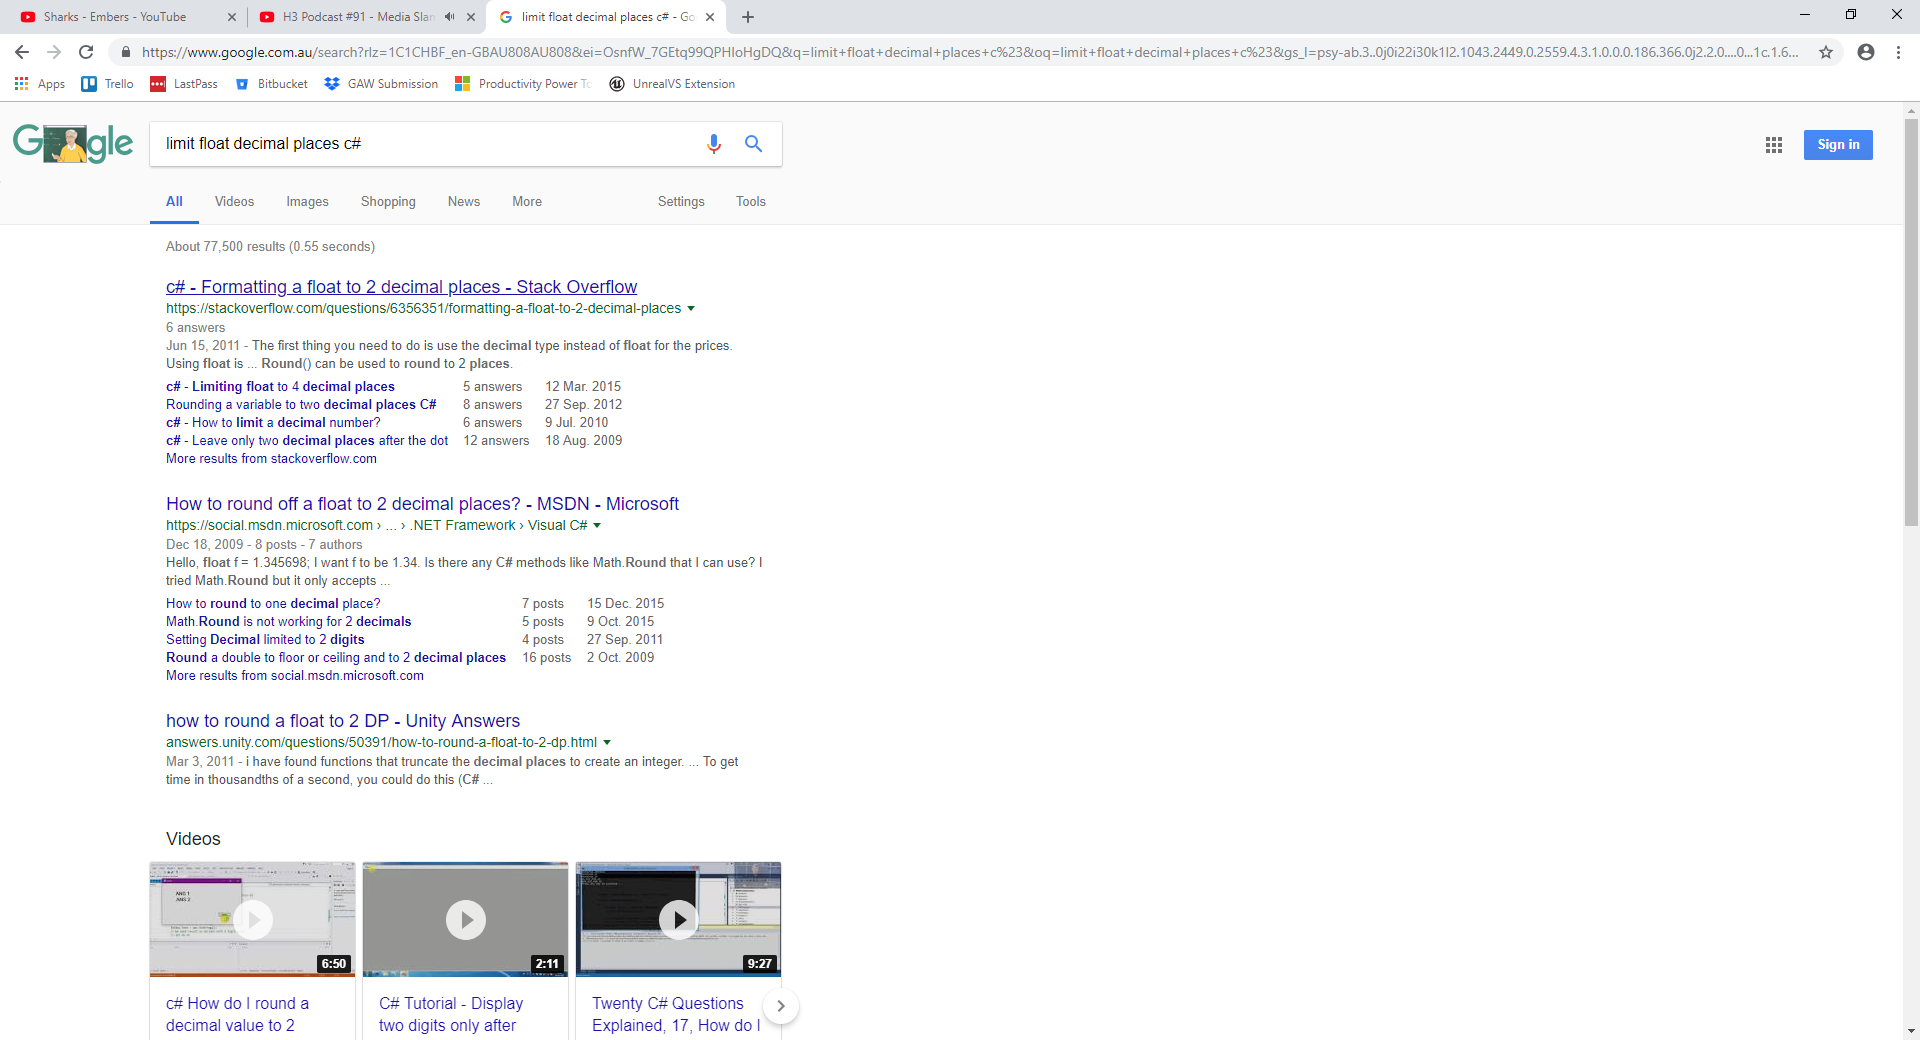 Sharks - Embers - YouTube
H3 Podcast #91 - Media Slan
limit float decimal places c# - Go
https://www.google.com.au/search?rlz=1C1CHBF_en-GBAU808AU808&ei=OsnfW_7GEtq99QPHIoHgDQ&q=limit+float+decimal+places+c%23&oq=limit+float+decimal+places+c%23&gs_l=psy-ab.3..0j0i22i30k1l2.1043.2449.0.2559.4.3.1.0.0.0.186.366.0j2.2.0....0...1c.1.6...
Apps
Trello
LastPass
Bitbucket
GAW Submission
Productivity Power To
UnrealVS Extension
Google
limit float decimal places c#
Sign in
All
Videos
Images
Shopping
News
More
Settings
Tools
About 77,500 results (0.55 seconds)
c# - Formatting a float to 2 decimal places - Stack Overflow
https://stackoverflow.com/questions/6356351/formatting-a-float-to-2-decimal-places
6 answers
Jun 15, 2011 - The first thing you need to do is use the decimal type instead of float for the prices.
Using float is ... Round() can be used to round to 2 places.
c# - Limiting float to 4 decimal places 5 answers 12 Mar. 2015
Rounding a variable to two decimal places C# 8 answers 27 Sep. 2012
c# - How to limit a decimal number? 6 answers 9 Jul. 2010
c# - Leave only two decimal places after the dot 12 answers 18 Aug. 2009
More results from stackoverflow.com
How to round off a float to 2 decimal places? - MSDN - Microsoft
https://social.msdn.microsoft.com › ... › .NET Framework › Visual C#
Dec 18, 2009 - 8 posts - 7 authors
Hello, float f = 1.345698; I want f to be 1.34. Is there any C# methods like Math.Round that I can use? I
tried Math.Round but it only accepts ...
How to round to one decimal place? 7 posts 15 Dec. 2015
Math.Round is not working for 2 decimals 5 posts 9 Oct. 2015
Setting Decimal limited to 2 digits 4 posts 27 Sep. 2011
Round a double to floor or ceiling and to 2 decimal places 16 posts 2 Oct. 2009
More results from social.msdn.microsoft.com
how to round a float to 2 DP - Unity Answers
answers.unity.com/questions/50391/how-to-round-a-float-to-2-dp.html
Mar 3, 2011 - i have found functions that truncate the decimal places to create an integer. ... To get
time in thousandths of a second, you could do this (C# ...
Videos
ANS 1
ANS 2
6:50
2:11
9:27
c# How do I round a
decimal value to 2
C# Tutorial - Display
two digits only after
Twenty C# Questions
Explained, 17, How do I